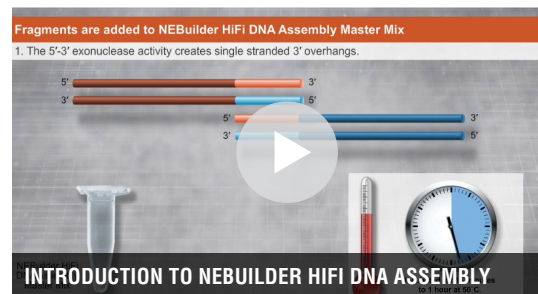 Fragments are added to NEBuilder HiFi DNA Assembly Master Mix
1. The 5′-3′ exonuclease activity creates single stranded 3′ overhangs.
5′ 3′
3′ 5′
5′ 3′
3′ 5′
NEBuilder HiFi
Master Mix
INTRODUCTION TO NEBUILDER HIFI DNA ASSEMBLY
to 1 hour at 50˚C.